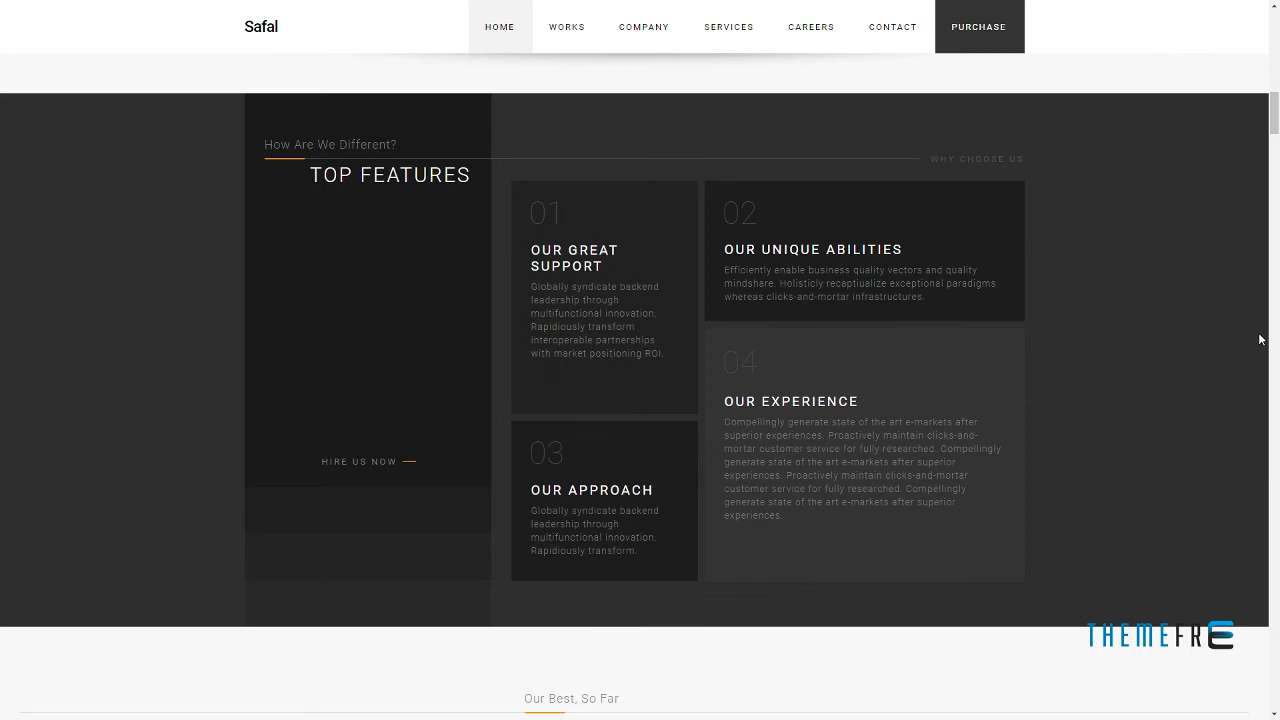 Safal
HOME
WORKS
COMPANY
SERVICES
CAREERS
CONTACT
PURCHASE
How Are We Different?
WHY CHOOSE US
TOP FEATURES
HIRE US NOW
01
OUR GREAT
SUPPORT
Globally syndicate backend
leadership through
multifunctional innovation.
Rapidiously transform
interoperable partnerships
with market positioning ROI.
02
OUR UNIQUE ABILITIES
Efficiently enable business quality vectors and quality
mindshare. Holisticly recaptiualize exceptional paradigms
whereas clicks-and-mortar infrastructures.
03
OUR APPROACH
Globally syndicate backend
leadership through
multifunctional innovation.
Rapidiously transform.
04
OUR EXPERIENCE
Compellingly generate state of the art e-markets after
superior experiences. Proactively maintain clicks-and-
mortar customer service for fully researched. Compellingly
generate state of the art e-markets after superior
experiences. Proactively maintain clicks-and-mortar
customer service for fully researched. Compellingly
generate state of the art e-markets after superior
experiences.
THEMEFRE
Our Best, So Far